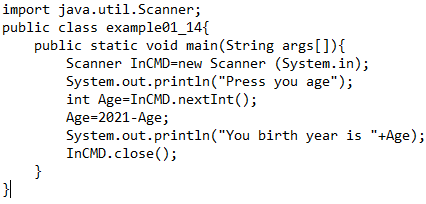 import java.util.Scanner;
public class example01_14{
    public static void main(String args[]){
        Scanner InCMD=new Scanner (System.in);
        System.out.println("Press you age");
        int Age=InCMD.nextInt();
        Age=2021-Age;
        System.out.println("You birth year is "+Age);
        InCMD.close();
    }
}